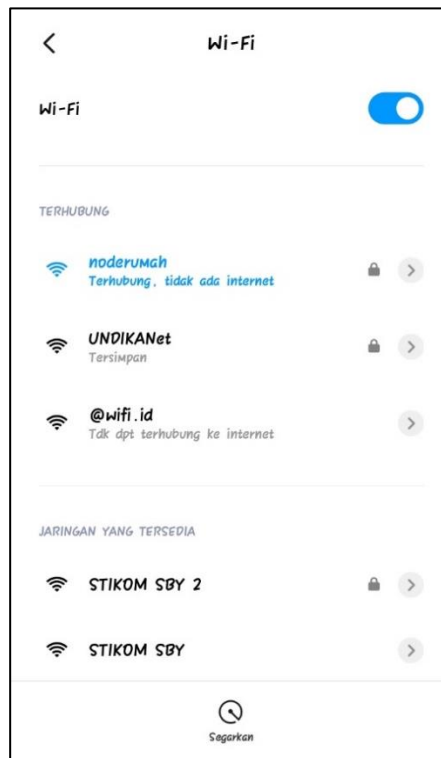 Wi-Fi
Wi-Fi
TERHUBUNG
noderumah
Terhubung, tidak ada internet
UNDIKANet
Tersimpan
@wifi.id
Tdk dpt terhubung ke internet
JARINGAN YANG TERSEDIA
STIKOM SBY 2
STIKOM SBY
Segarkan